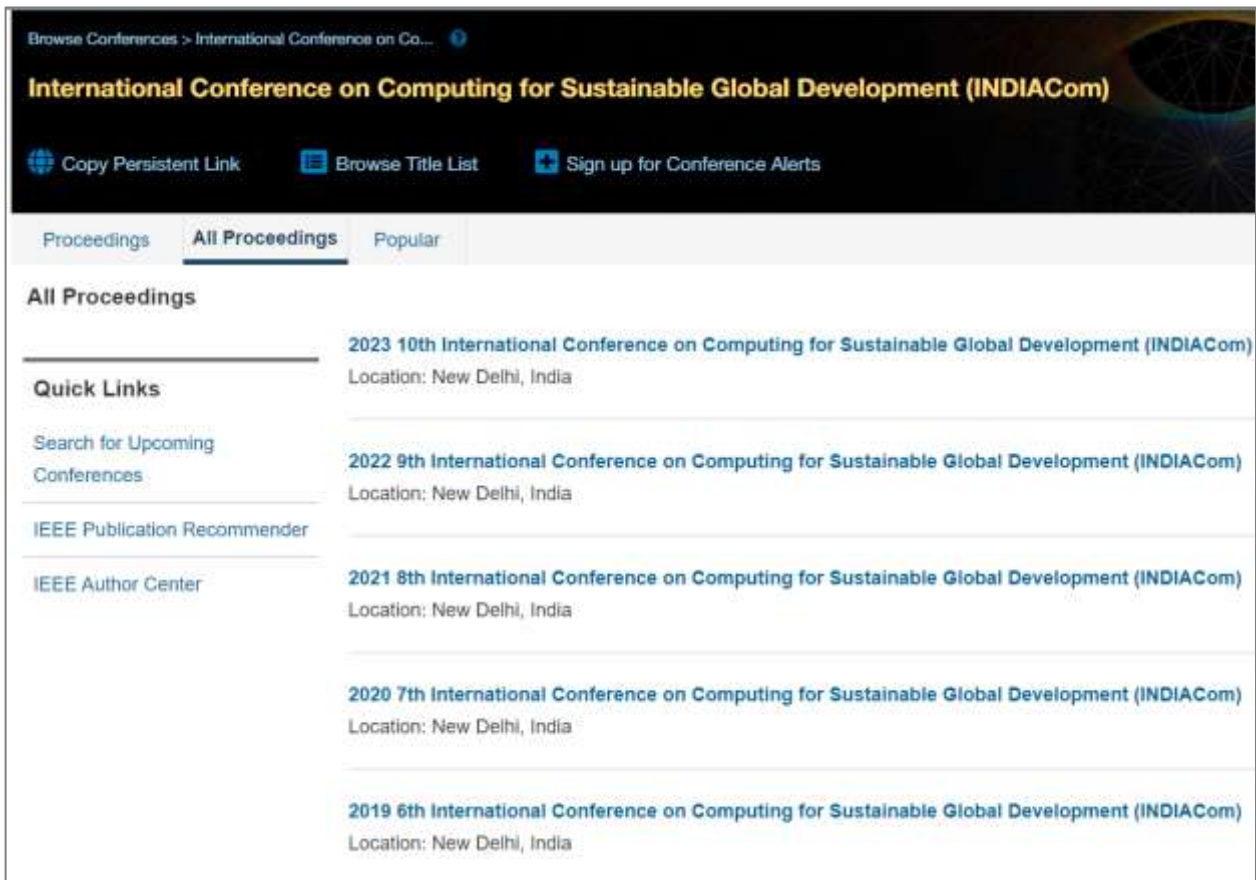 Browse Conferences > International Conference on Co... ?
International Conference on Computing for Sustainable Global Development (INDIACom)
Copy Persistent Link Browse Title List Sign up for Conference Alerts
Proceedings All Proceedings Popular
All Proceedings
Quick Links
Search for Upcoming
Conferences
IEEE Publication Recommender
IEEE Author Center
2023 10th International Conference on Computing for Sustainable Global Development (INDIACom)
Location: New Delhi, India
2022 9th International Conference on Computing for Sustainable Global Development (INDIACom)
Location: New Delhi, India
2021 8th International Conference on Computing for Sustainable Global Development (INDIACom)
Location: New Delhi, India
2020 7th International Conference on Computing for Sustainable Global Development (INDIACom)
Location: New Delhi, India
2019 6th International Conference on Computing for Sustainable Global Development (INDIACom)
Location: New Delhi, India